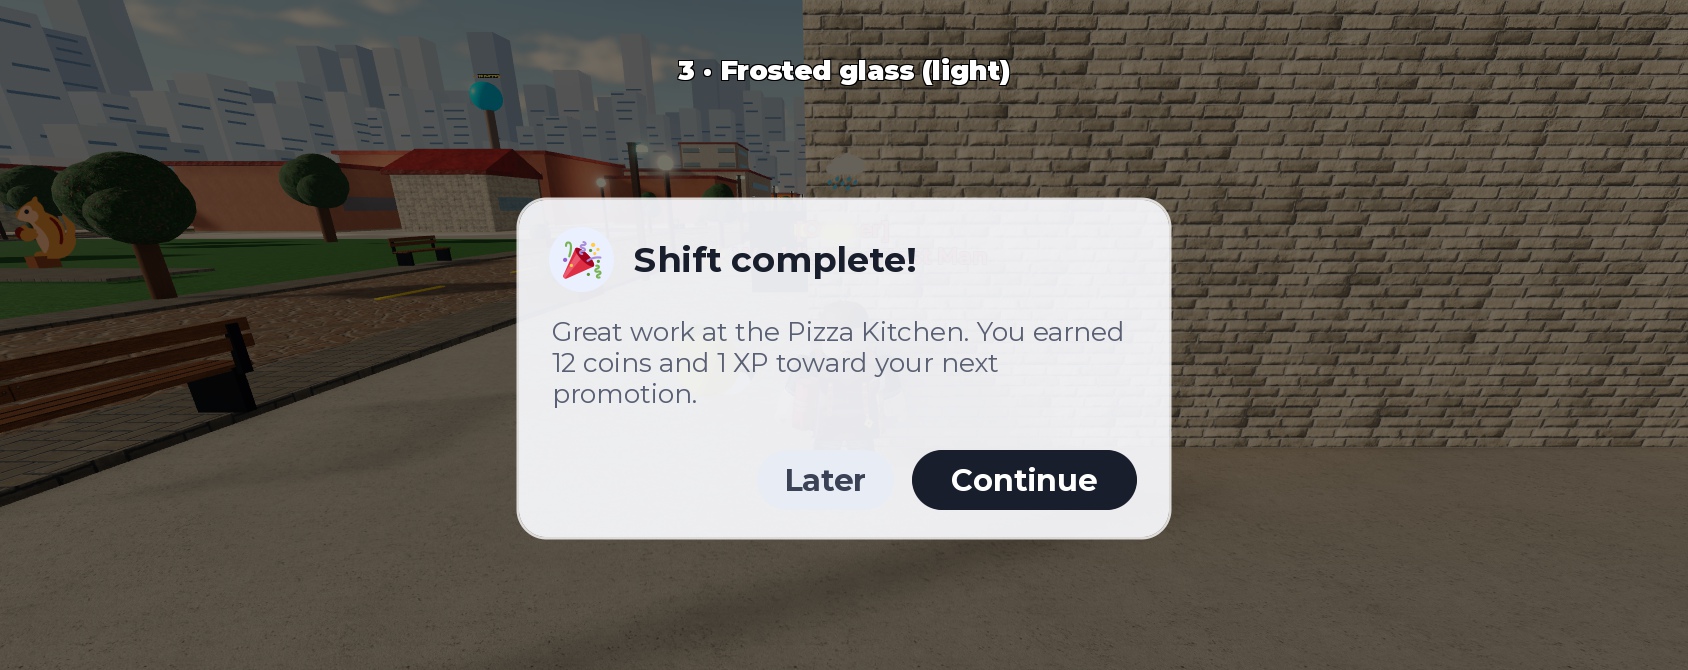 3 • Frosted glass (light)
Shift complete!
Great work at the Pizza Kitchen. You earned
12 coins and 1 XP toward your next
promotion.
Later
Continue